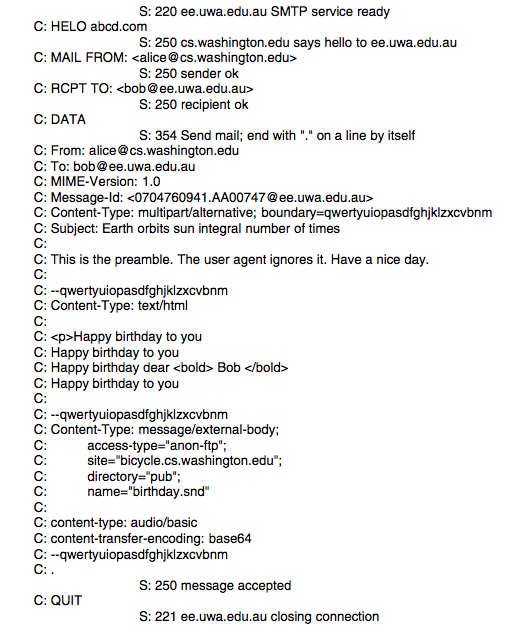 S: 220 ee.uwa.edu.au SMTP service ready
C: HELO abcd.com
S: 250 cs.washington.edu says hello to ee.uwa.edu.au
C: MAIL FROM: <alice@cs.washington.edu>
S: 250 sender ok
C: RCPT TO: <bob@ee.uwa.edu.au>
S: 250 recipient ok
C: DATA
S: 354 Send mail; end with "." on a line by itself
C: From: alice@cs.washington.edu
C: To: bob@ee.uwa.edu.au
C: MIME-Version: 1.0
C: Message-Id: <0704760941.AA00747@ee.uwa.edu.au>
C: Content-Type: multipart/alternative; boundary=qwertyuiopasdfghjklzxcvbnm
C: Subject: Earth orbits sun integral number of times
C:
C: This is the preamble. The user agent ignores it. Have a nice day.
C:
C: --qwertyuiopasdfghjklzxcvbnm
C: Content-Type: text/html
C:
C: <p>Happy birthday to you
C: Happy birthday to you
C: Happy birthday dear <bold> Bob </bold>
C: Happy birthday to you
C:
C: --qwertyuiopasdfghjklzxcvbnm
C: Content-Type: message/external-body;
C: access-type="anon-ftp";
C: site="bicycle.cs.washington.edu";
C: directory="pub";
C: name="birthday.snd"
C:
C: content-type: audio/basic
C: content-transfer-encoding: base64
C: --qwertyuiopasdfghjklzxcvbnm
C: .
S: 250 message accepted
C: QUIT
S: 221 ee.uwa.edu.au closing connection